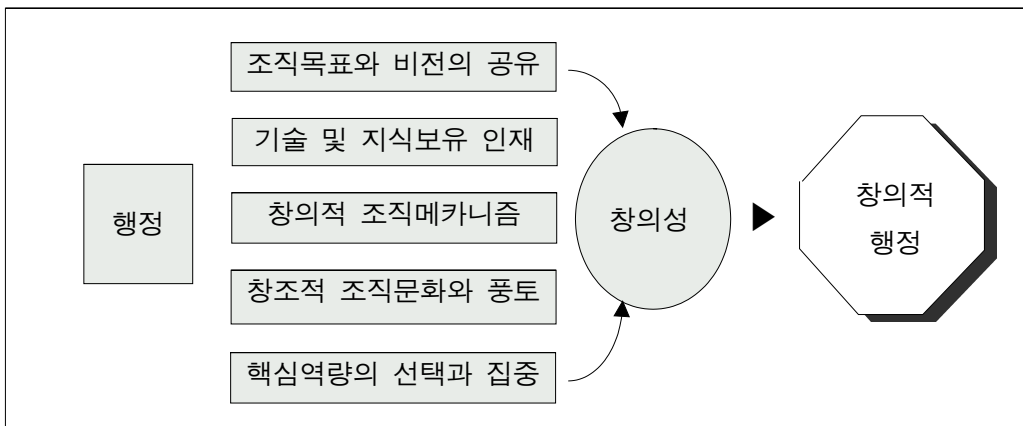 행정
조직목표와 비전의 공유
기술 및 지식보유 인재
창의적 조직메카니즘
창조적 조직문화와 풍토
핵심역량의 선택과 집중
창의성
창의적
행정